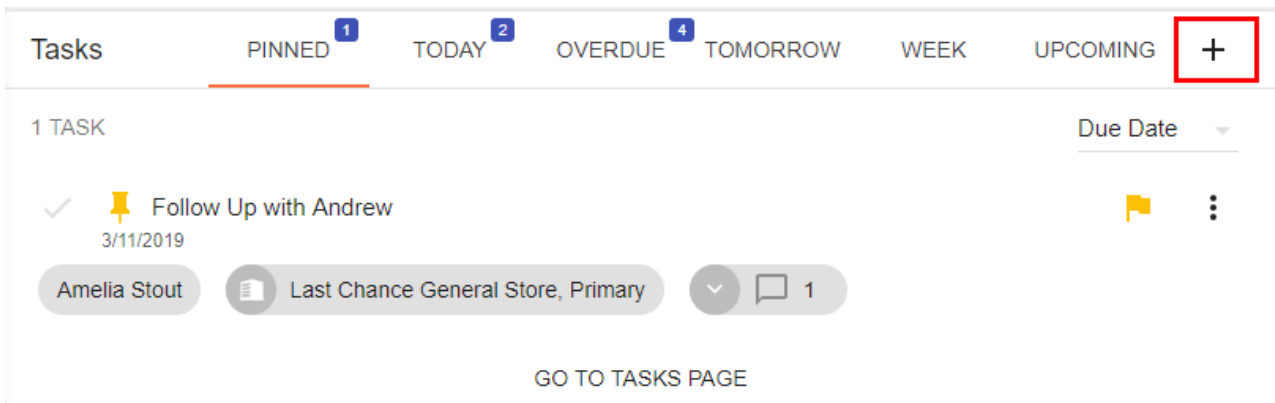 Tasks PINNED 1 TODAY 2 OVERDUE 4 TOMORROW WEEK UPCOMING +
1 TASK Due Date
Follow Up with Andrew
3/11/2019
Amelia Stout Last Chance General Store, Primary 1
GO TO TASKS PAGE